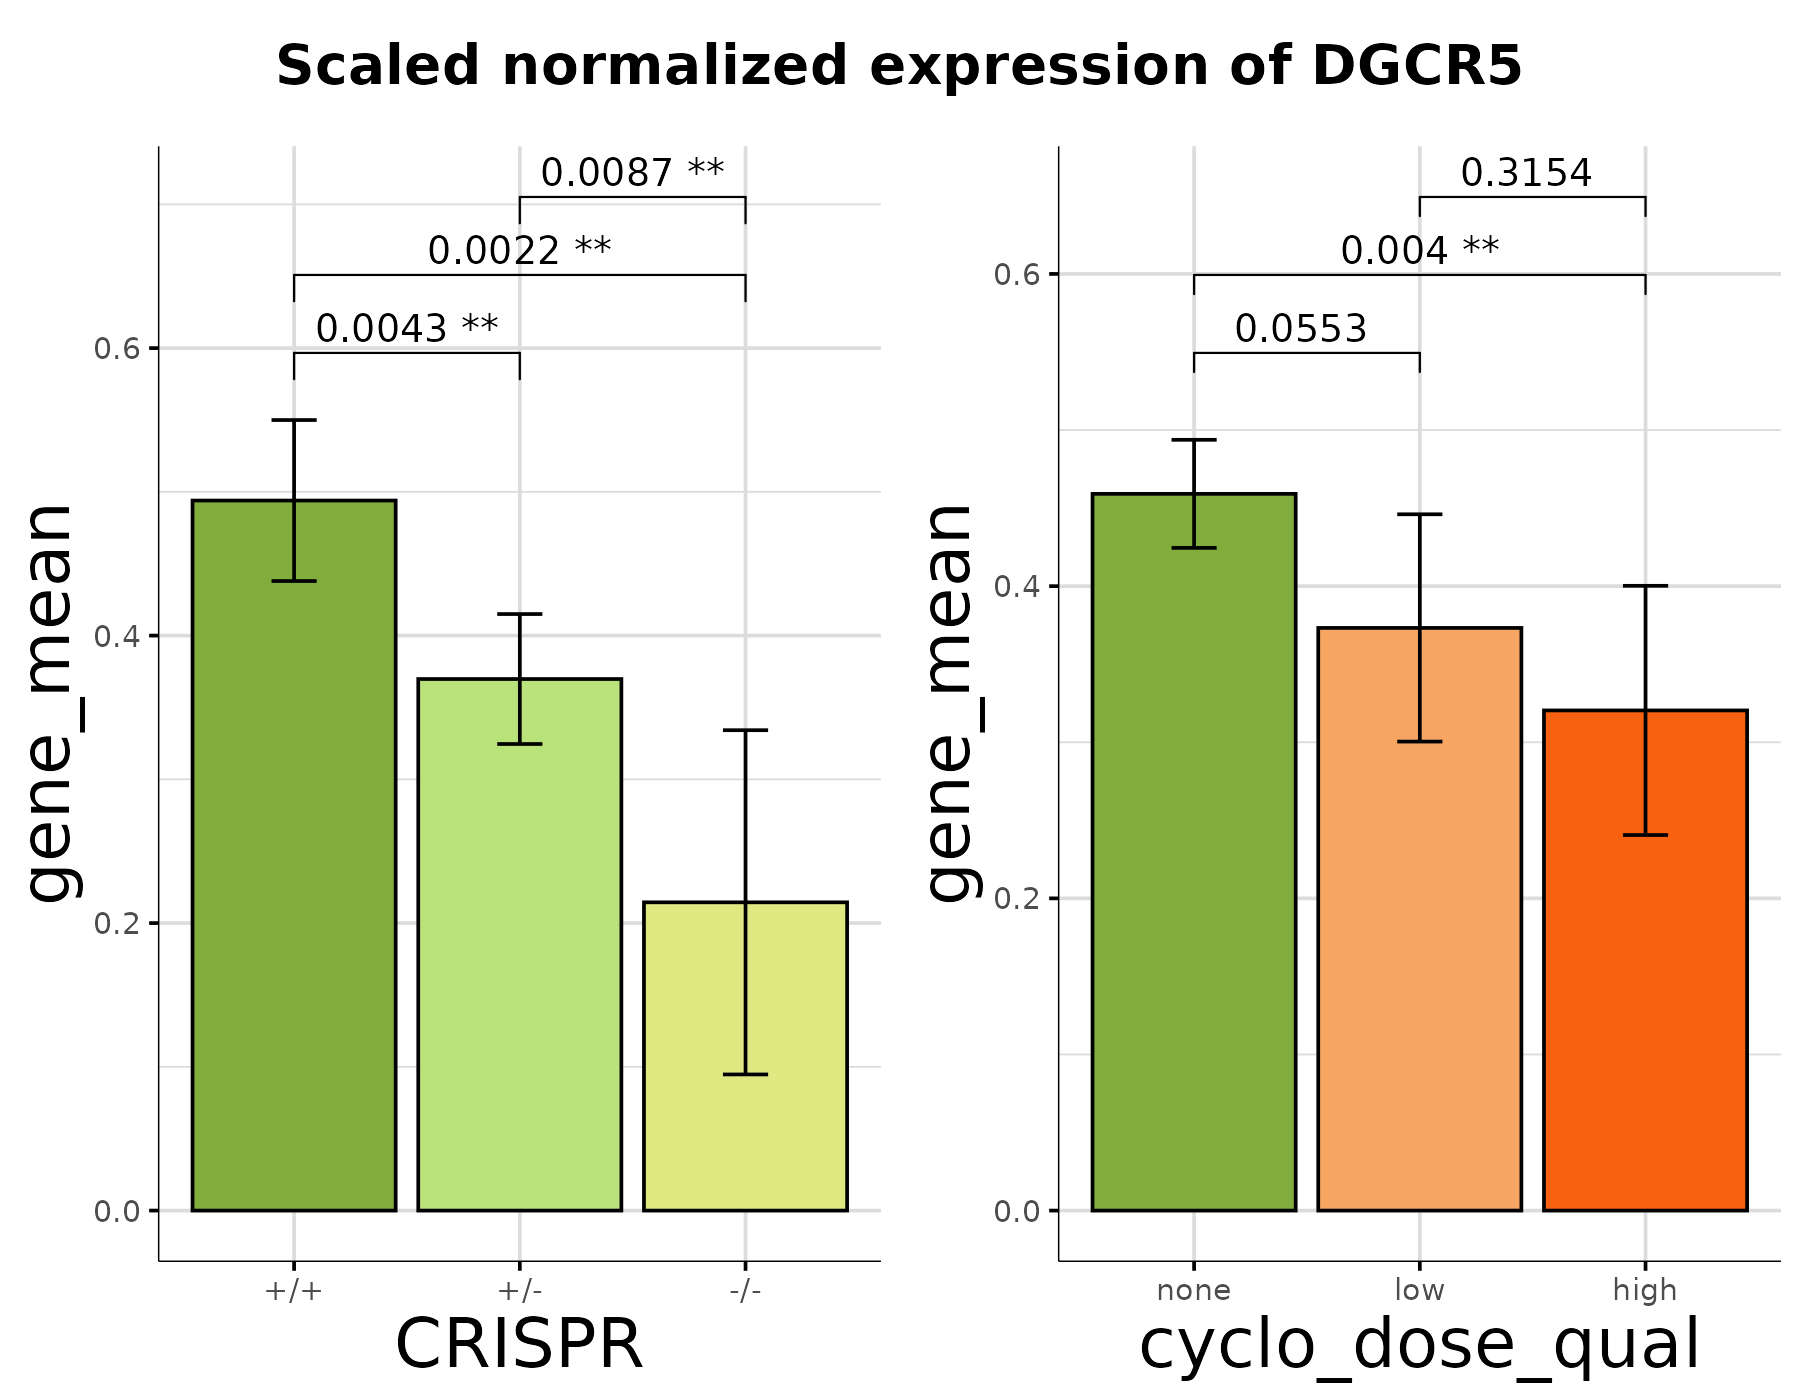 Scaled normalized expression of DGCR5
gene_mean
0.6
0.4
0.2
0.0
0.0087 **
0.0022 **
0.0043 **
+/+ +/- -/-
CRISPR
gene_mean
0.6
0.4
0.2
0.0
0.3154
0.004 **
0.0553
none low high
cyclo_dose_qual